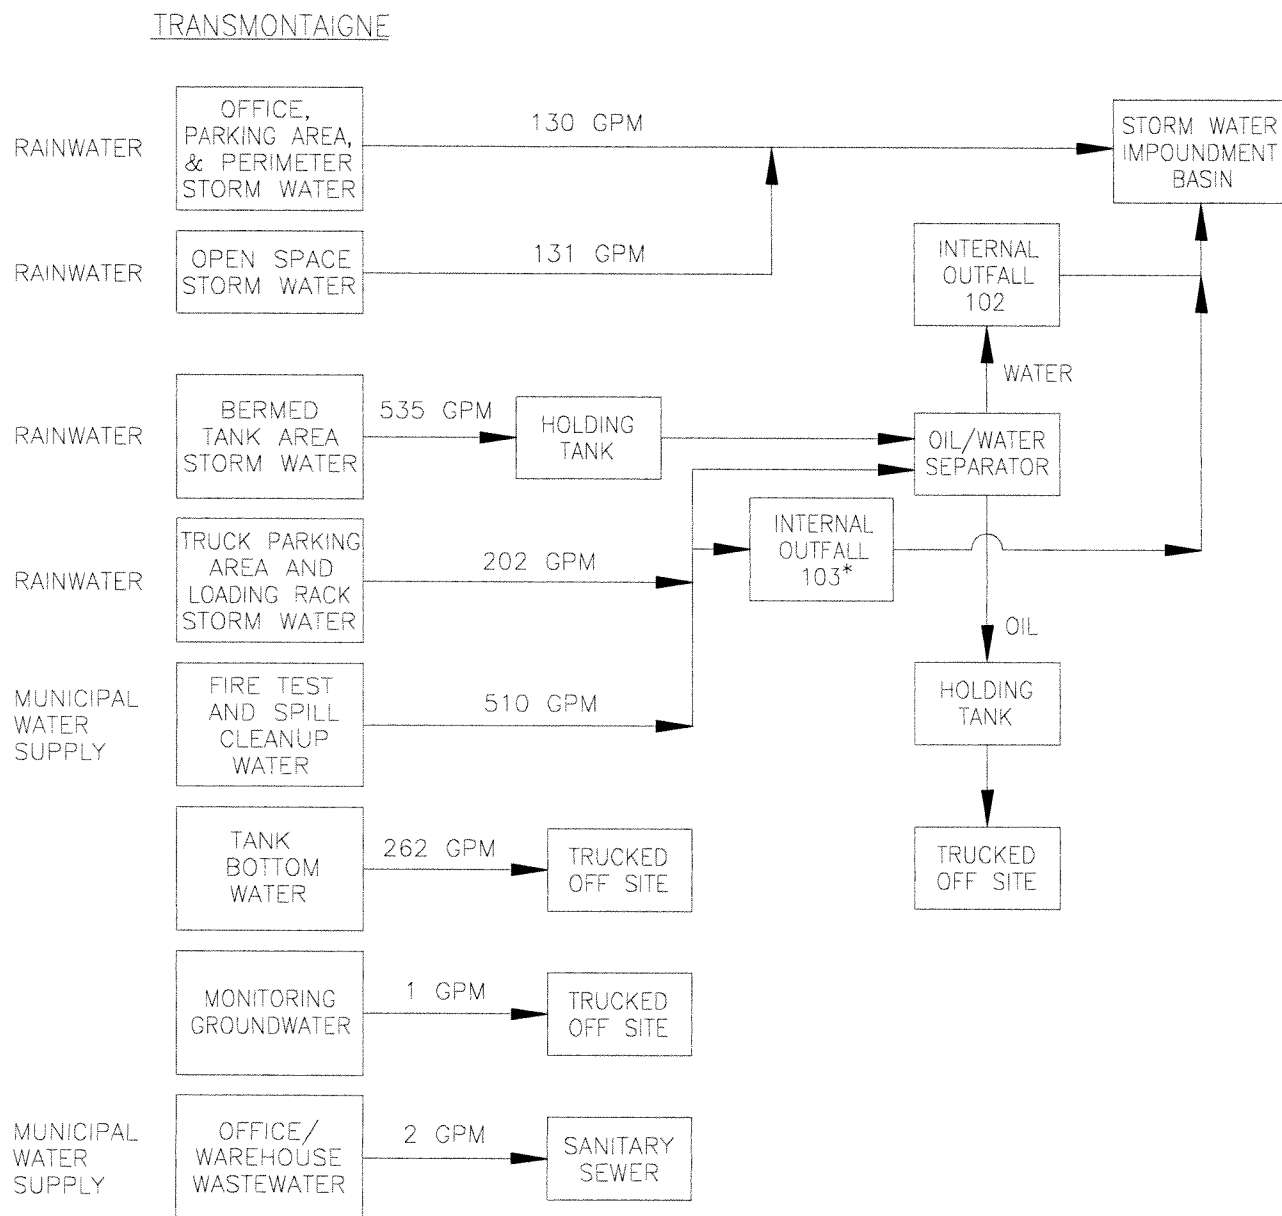 TRANSMONTAIGNE
RAINWATER
OFFICE,
PARKING AREA,
& PERIMETER
STORM WATER
130 GPM
STORM WATER
IMPOUNDMENT
BASIN
RAINWATER
OPEN SPACE
STORM WATER
131 GPM
INTERNAL
OUTFALL
102
WATER
RAINWATER
BERMED
TANK AREA
STORM WATER
535 GPM
HOLDING
TANK
OIL/WATER
SEPARATOR
RAINWATER
TRUCK PARKING
AREA AND
LOADING RACK
STORM WATER
202 GPM
INTERNAL
OUTFALL
103*
OIL
MUNICIPAL
WATER
SUPPLY
FIRE TEST
AND SPILL
CLEANUP
WATER
510 GPM
HOLDING
TANK
TANK
BOTTOM
WATER
262 GPM
TRUCKED
OFF SITE
TRUCKED
OFF SITE
MONITORING
GROUNDWATER
1 GPM
TRUCKED
OFF SITE
MUNICIPAL
WATER
SUPPLY
OFFICE/
WAREHOUSE
WASTEWATER
2 GPM
SANITARY
SEWER